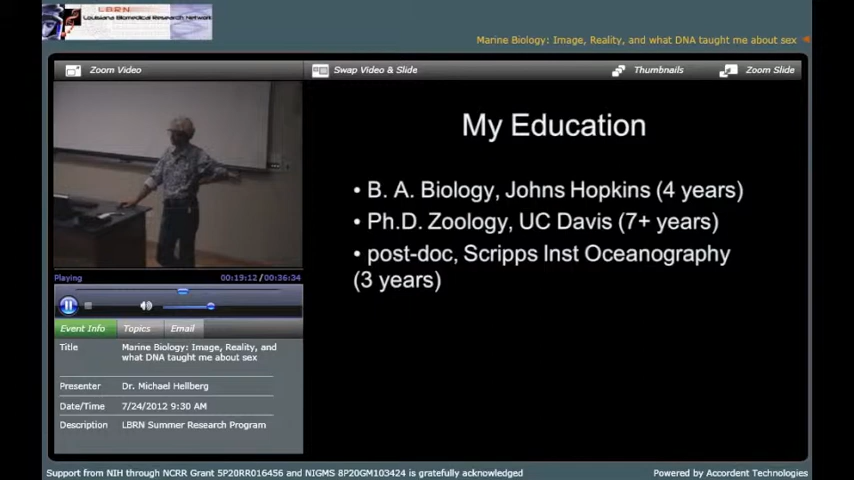 LBRN
Louisiana Biomedical Research Network
Marine Biology: Image, Reality, and what DNA taught me about sex
Zoom Video
Swap Video & Slide
Thumbnails
Zoom Slide
My Education
• B. A. Biology, Johns Hopkins (4 years)
• Ph.D. Zoology, UC Davis (7+ years)
• post-doc, Scripps Inst Oceanography
(3 years)
Playing
00:19:12 / 00:36:34
Event Info
Topics
Email
Title
Marine Biology: Image, Reality, and
what DNA taught me about sex
Presenter
Dr. Michael Hellberg
Date/Time
7/24/2012 9:30 AM
Description
LBRN Summer Research Program
Support from NIH through NCRR Grant 5P20RR016456 and NIGMS 8P20GM103424 is gratefully acknowledged
Powered by Accordent Technologies